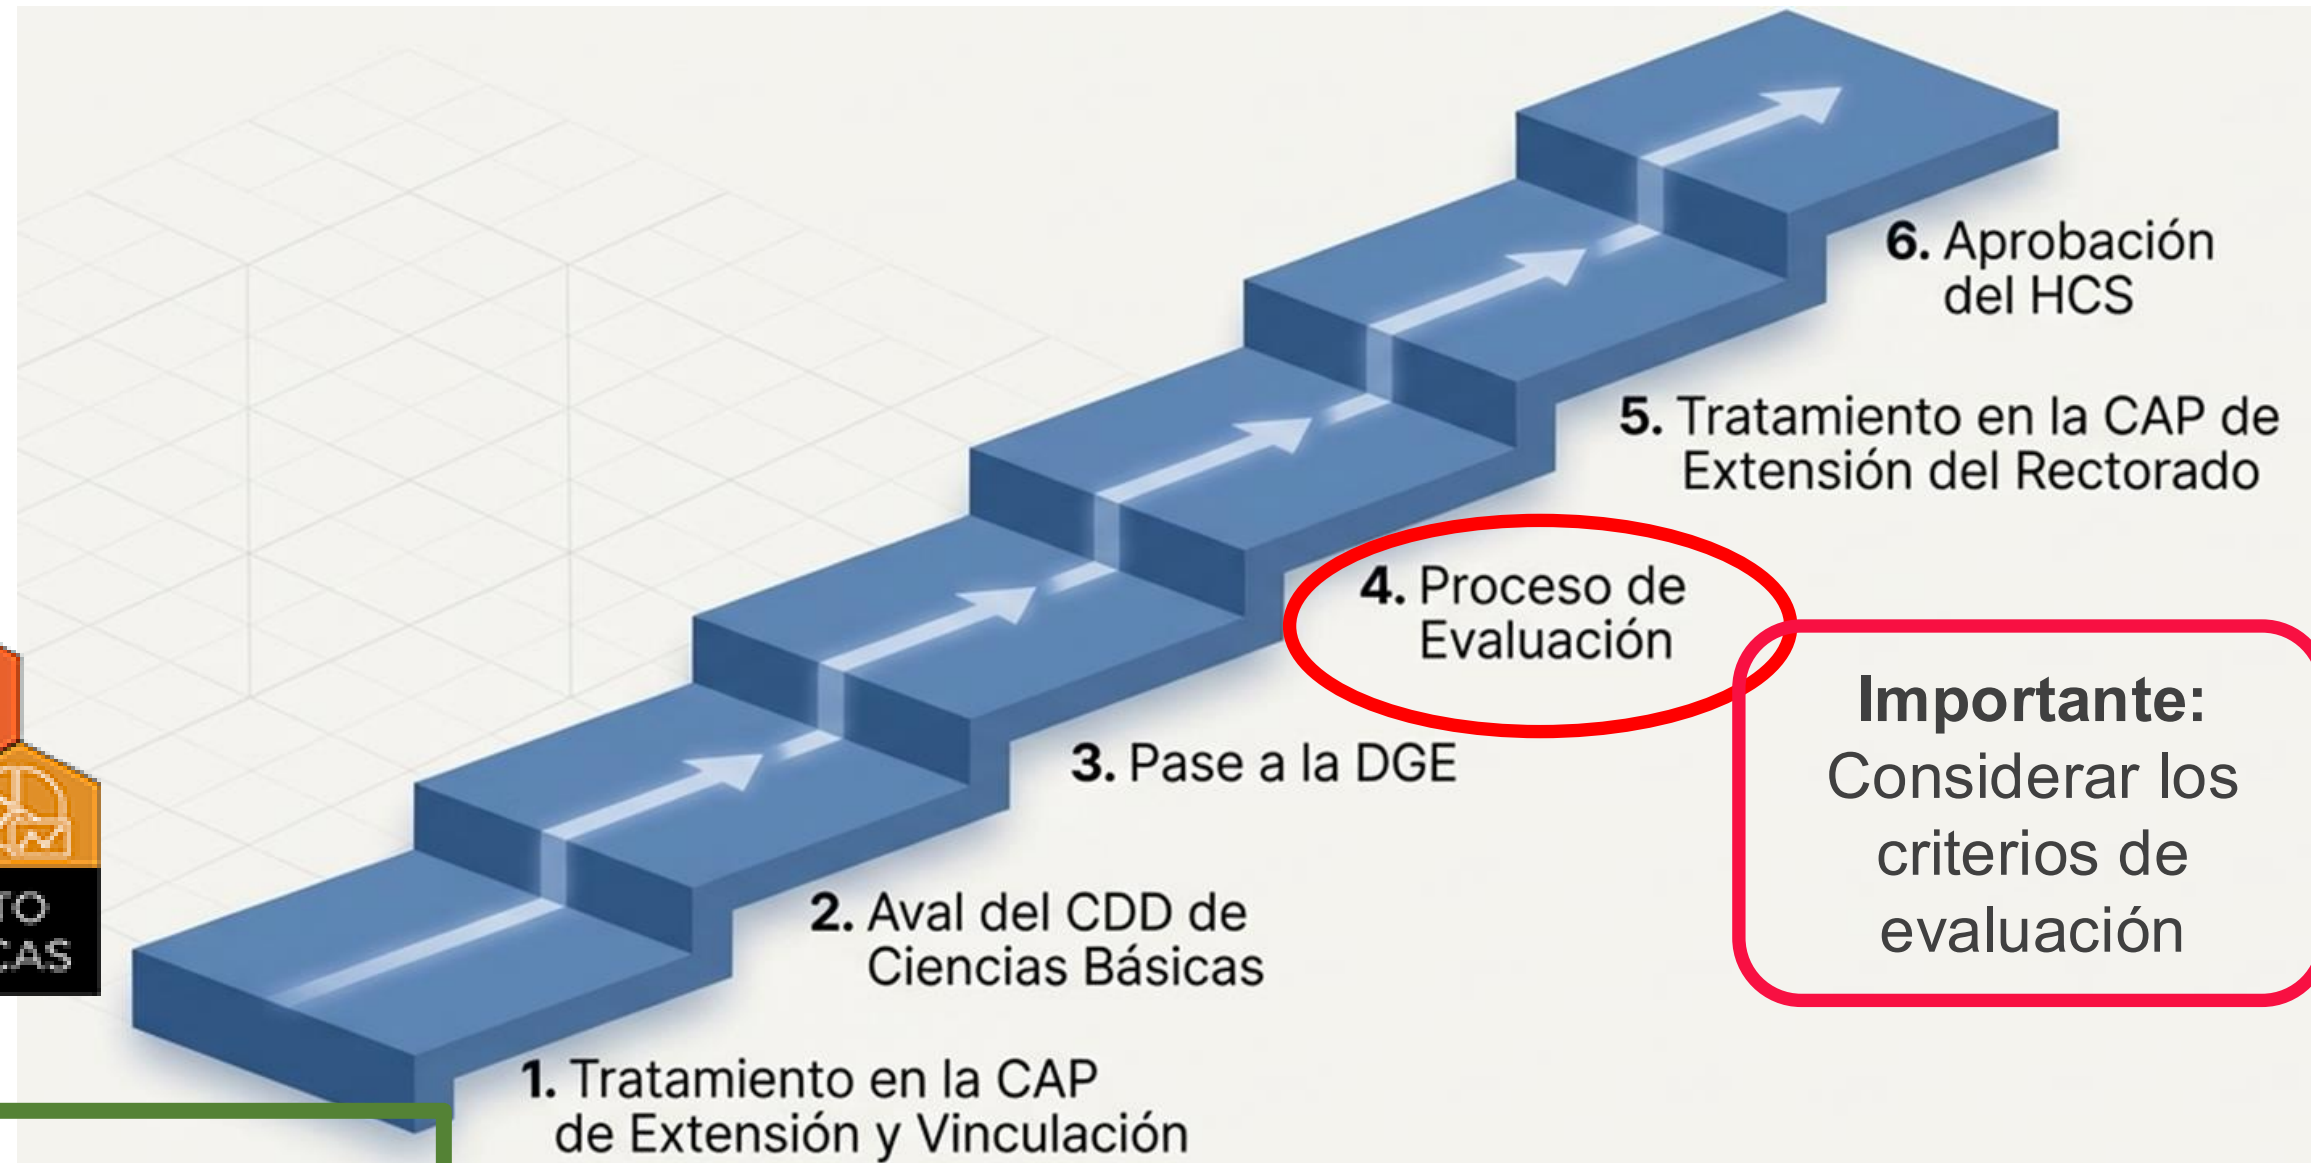 6. Aprobación
del HCS
5. Tratamiento en la CAP de
Extensión del Rectorado
4. Proceso de
Evaluación
Importante:
Considerar los
criterios de
evaluación
3. Pase a la DGE
2. Aval del CDD de
Ciencias Básicas
1. Tratamiento en la CAP
de Extensión y Vinculación
TO
CAS